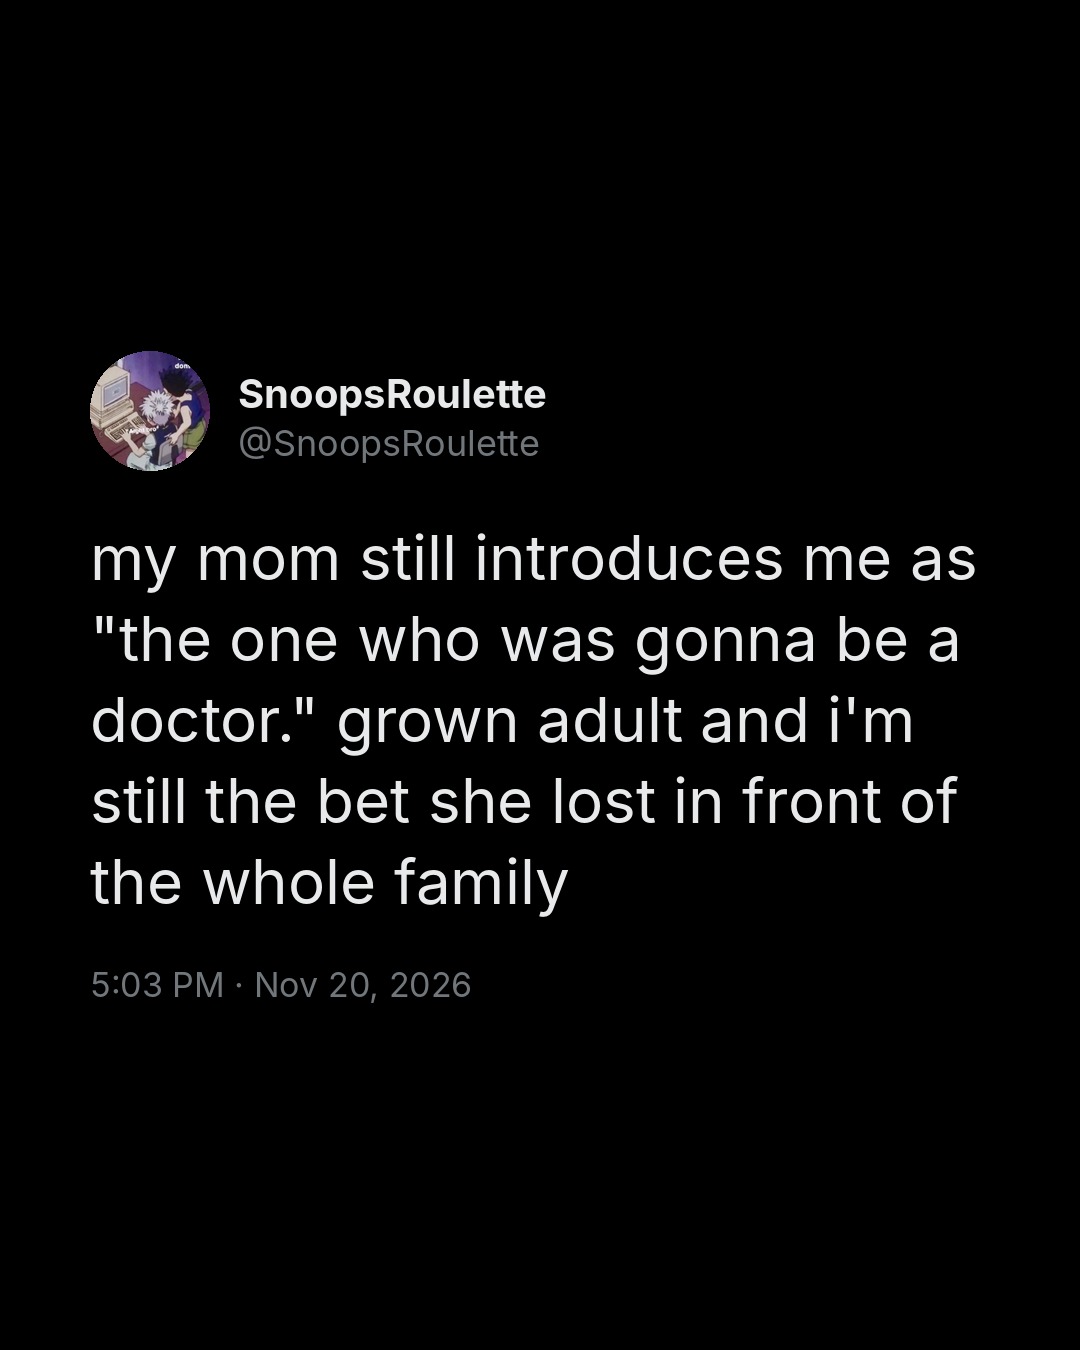 SnoopsRoulette
@SnoopsRoulette
my mom still introduces me as
"the one who was gonna be a
doctor." grown adult and i'm
still the bet she lost in front of
the whole family
5:03 PM · Nov 20, 2026